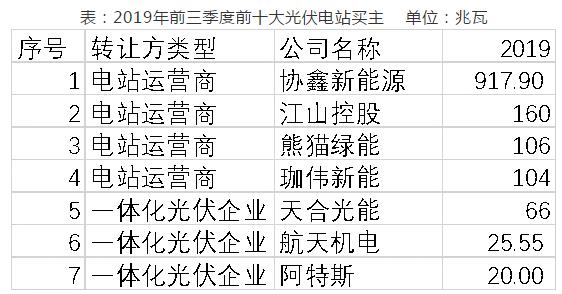 表：2019年前三季度前十大光伏电站买主 单位：兆瓦
序号 转让方类型 公司名称 2019
1 电站运营商 协鑫新能源 917.90
2 电站运营商 江山控股 160
3 电站运营商 熊猫绿能 106
4 电站运营商 珈伟新能 104
5 一体化光伏企业 天合光能 66
6 一体化光伏企业 航天机电 25.55
7 一体化光伏企业 阿特斯 20.00